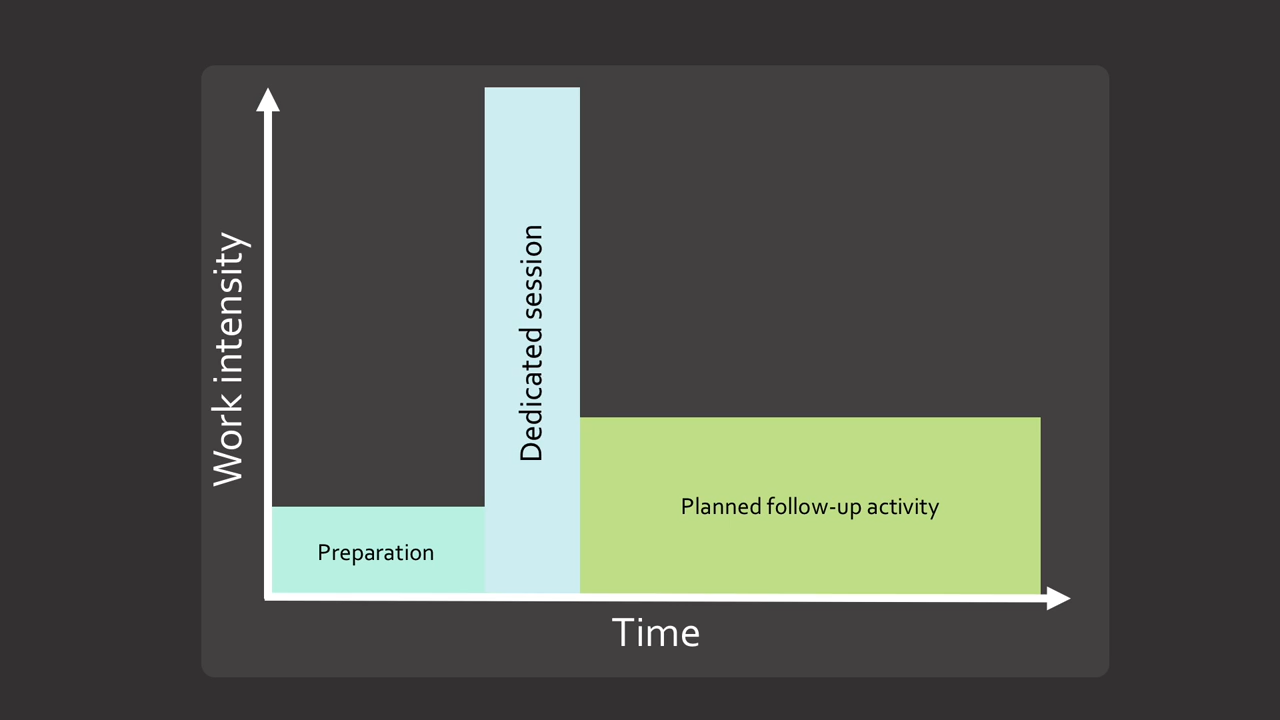 Work intensity
Dedicated session
Planned follow-up activity
Preparation
Time